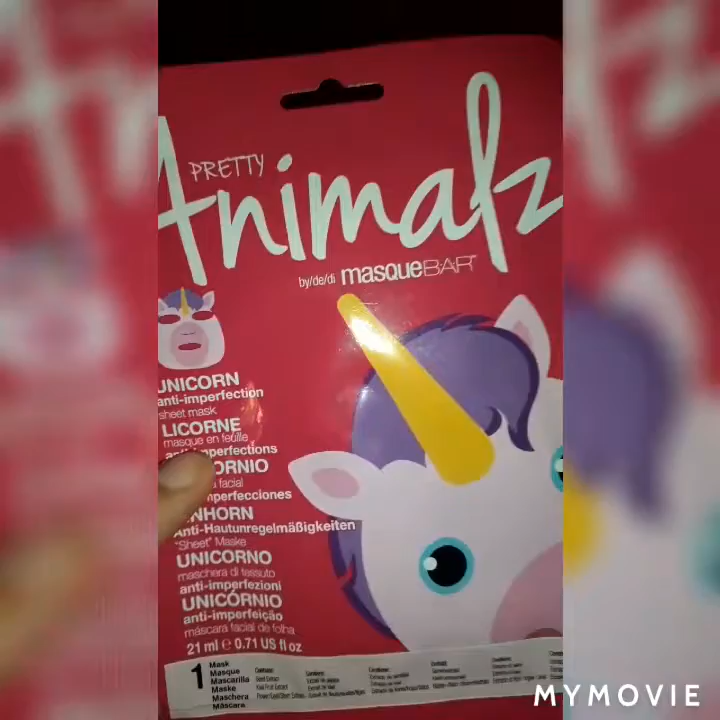 PRETTY
Animalz
by/de/di masqueBAR
UNICORN
anti-imperfection
sheet mask
LICORNE
masque en feuille
imperfections
ORNIO
facial
imperfecciones
NHORN
Anti-Hautunregelmäßigkeiten
"Sheet" Maske
UNICORNO
maschera di tessuto
anti-imperfezioni
UNICÓRNIO
anti-imperfeição
máscara facial de folha
21 ml e 0.71 US fl oz
1 Mask
Masque
Mascarilla
Maske
Maschera
Máscara
MYMOVIE